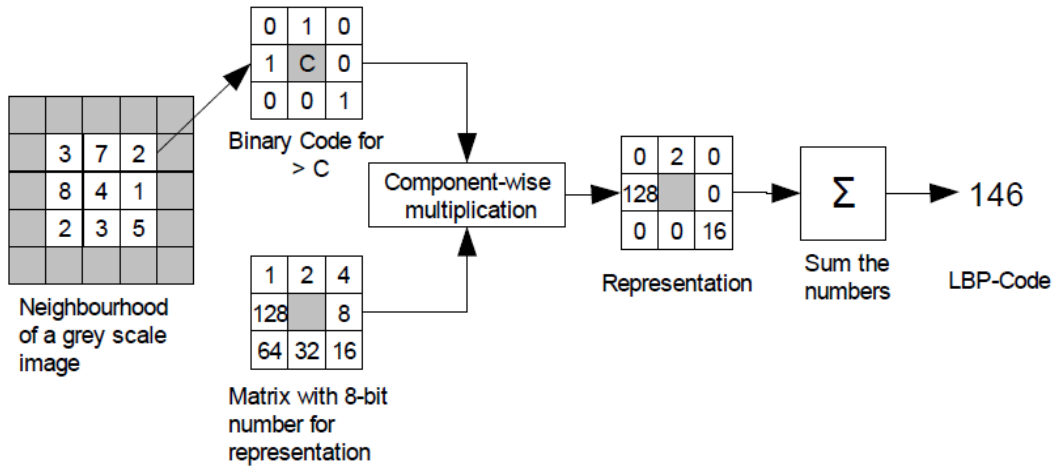 0 1 0
1 C 0
0 0 1
Binary Code for
> C
3 7 2
8 4 1
2 3 5
Neighbourhood
of a grey scale
image
1 2 4
128 8
64 32 16
Matrix with 8-bit
number for
representation
Component-wise
multiplication
0 2 0
128 0
0 0 16
Representation
Σ
Sum the
numbers
146
LBP-Code